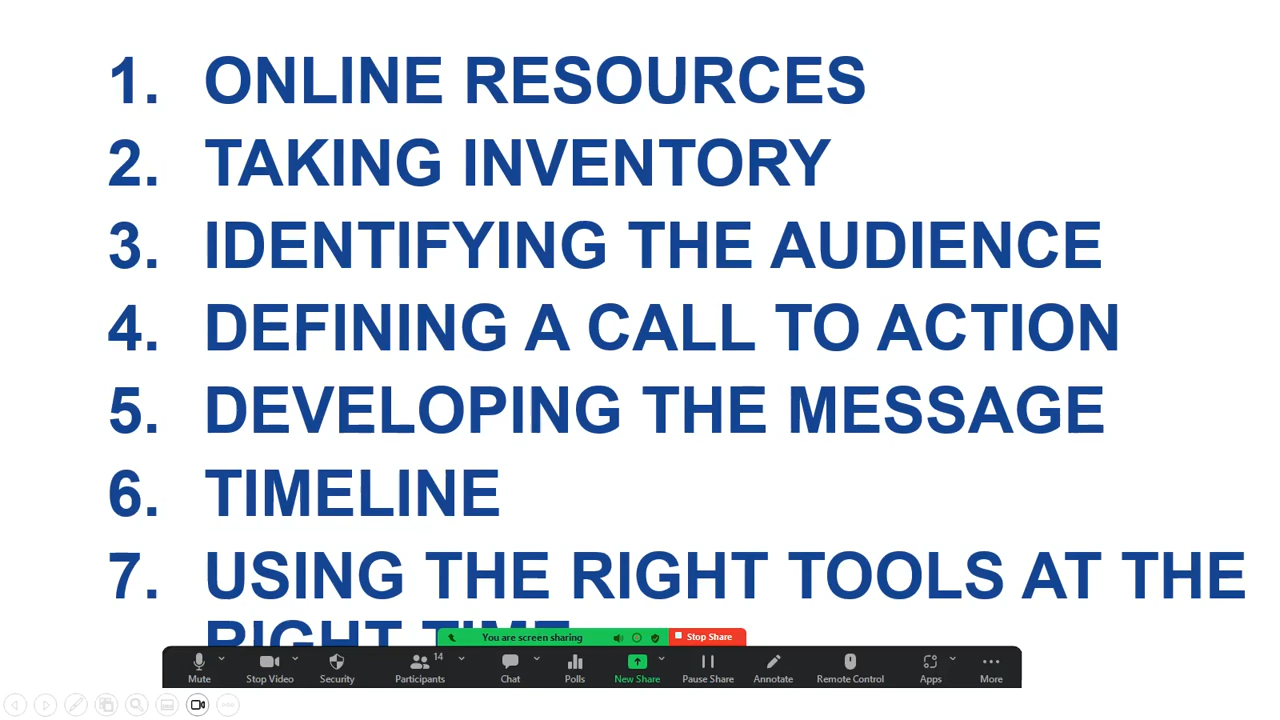 1. ONLINE RESOURCES
2. TAKING INVENTORY
3. IDENTIFYING THE AUDIENCE
4. DEFINING A CALL TO ACTION
5. DEVELOPING THE MESSAGE
6. TIMELINE
7. USING THE RIGHT TOOLS AT THE
RIGHT TIME
You are screen sharing Stop Share
14
Mute Stop Video Security Participants Chat Polls New Share Pause Share Annotate Remote Control Apps More